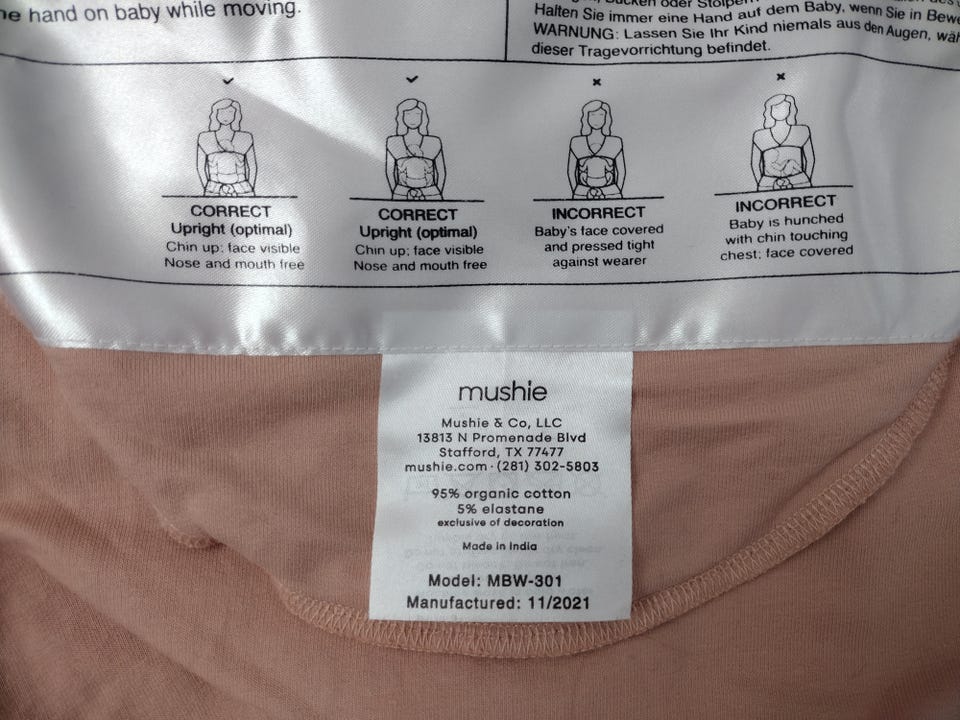 hand on baby while moving.
oder
Halten Sie immer eine Hand auf dem Baby, wenn Sie in
WARNUNG: Lassen Sie Ihr Kind niemals aus den Augen,
dieser Tragevorrichtung befindet.
CORRECT
Upright (optimal)
Chin up; face visible
Nose and mouth free
CORRECT
Upright (optimal)
Chin up; face visible
Nose and mouth free
INCORRECT
Baby's face covered
and pressed tight
against wearer
INCORRECT
Baby is hunched
with chin touching
chest; face covered
mushie
Mushie & Co, LLC
13813 N Promenade Blvd
Stafford, TX 77477
mushie.com · (281) 302-5803
95% organic cotton
5% elastane
exclusive of decoration
Made in India
Model: MBW-301
Manufactured: 11/2021